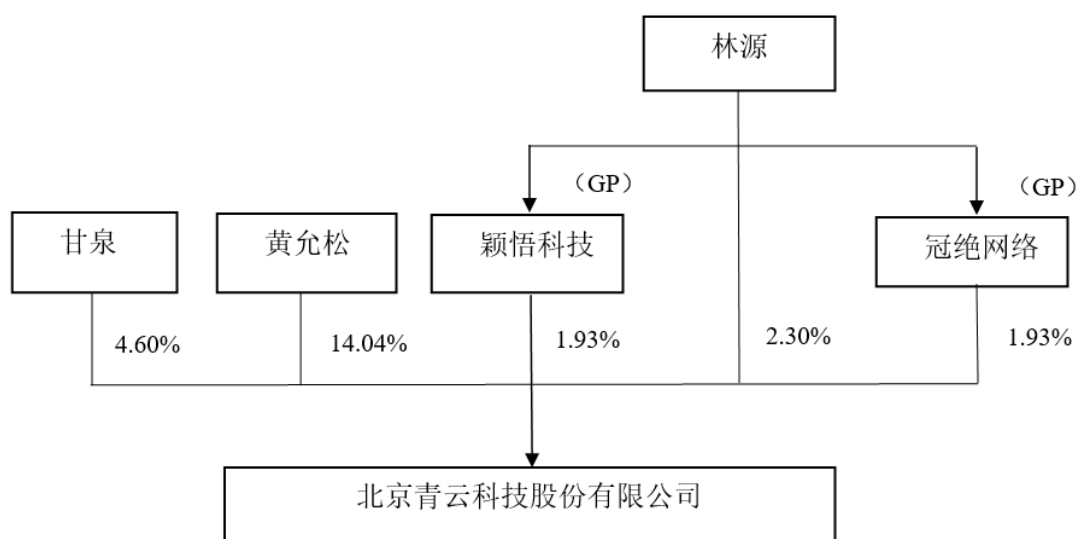 林源
（GP）
（GP）
甘泉
黄允松
颖悟科技
冠绝网络
4.60%
14.04%
1.93%
2.30%
1.93%
北京青云科技股份有限公司